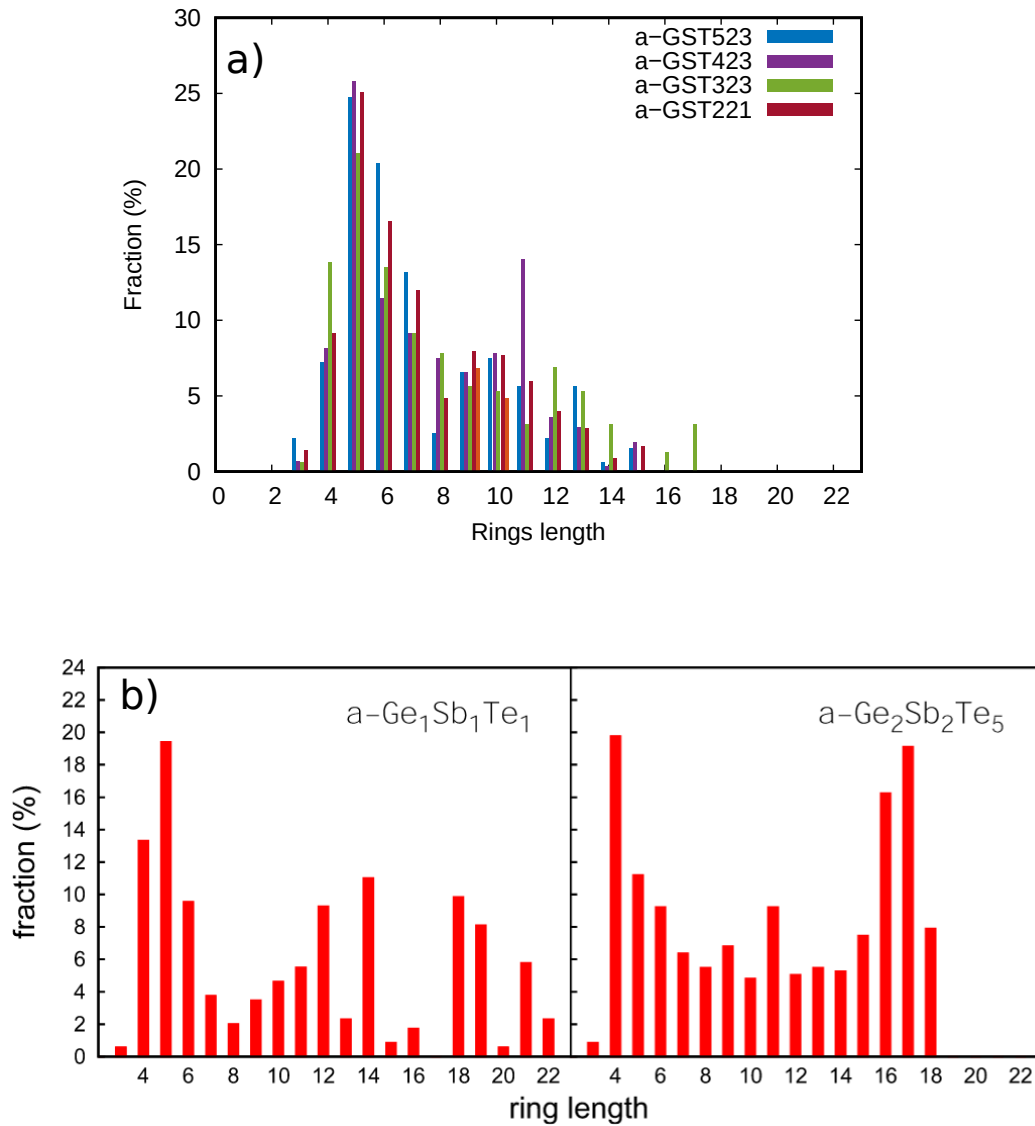 a)
a−GST523
a−GST423
a−GST323
a−GST221
30
25
20
15
10
5
0
Fraction (%)
0 2 4 6 8 10 12 14 16 18 20 22
Rings length
b)
a-Ge1Sb1Te1
a-Ge2Sb2Te5
24
22
20
18
16
14
12
10
8
6
4
2
0
fraction (%)
4 6 8 10 12 14 16 18 20 22 4 6 8 10 12 14 16 18 20 22
ring length